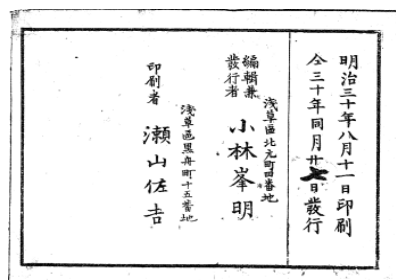 明治三十年八月十一日印刷
仝三十年同月廿七日發行
淺草區北元町四番地
編輯兼
發行者
小林峯明
淺草區黒舟町十五番地
印刷者
瀬山佐吉